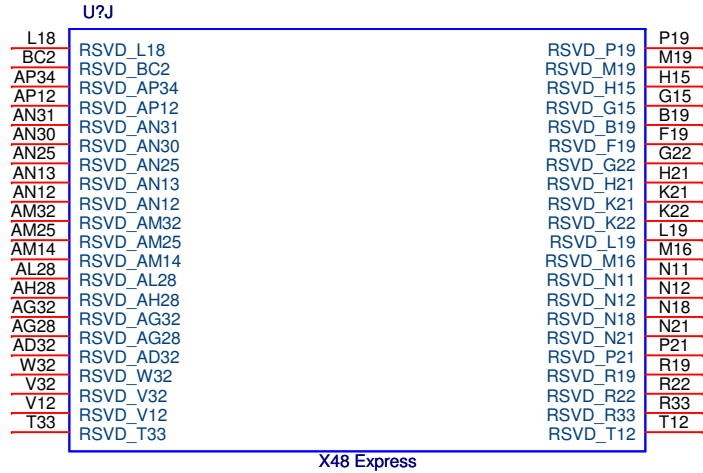 U?J
L18 RSVD_L18 RSVD_P19 P19
BC2 RSVD_BC2 RSVD_M19 M19
AP34 RSVD_AP34 RSVD_H15 H15
AP12 RSVD_AP12 RSVD_G15 G15
AN31 RSVD_AN31 RSVD_B19 B19
AN30 RSVD_AN30 RSVD_F19 F19
AN25 RSVD_AN25 RSVD_G22 G22
AN13 RSVD_AN13 RSVD_H21 H21
AN12 RSVD_AN12 RSVD_K21 K21
AM32 RSVD_AM32 RSVD_K22 K22
AM25 RSVD_AM25 RSVD_L19 L19
AM14 RSVD_AM14 RSVD_M16 M16
AL28 RSVD_AL28 RSVD_N11 N11
AH28 RSVD_AH28 RSVD_N12 N12
AG32 RSVD_AG32 RSVD_N18 N18
AG28 RSVD_AG28 RSVD_N21 N21
AD32 RSVD_AD32 RSVD_P21 P21
W32 RSVD_W32 RSVD_R19 R19
V32 RSVD_V32 RSVD_R22 R22
V12 RSVD_V12 RSVD_R33 R33
T33 RSVD_T33 RSVD_T12 T12
X48 Express